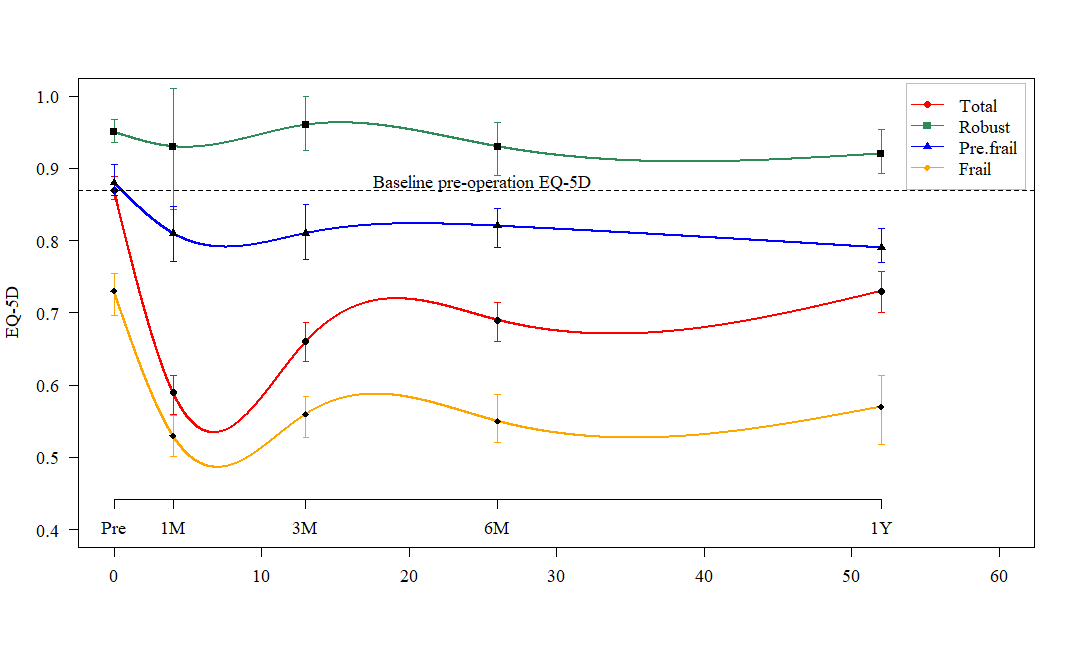 1.0
0.9
0.8
0.7
0.6
0.5
0.4
EQ-5D
Total
Robust
Pre.frail
Frail
Baseline pre-operation EQ-5D
Pre 1M 3M 6M 1Y
0 10 20 30 40 50 60